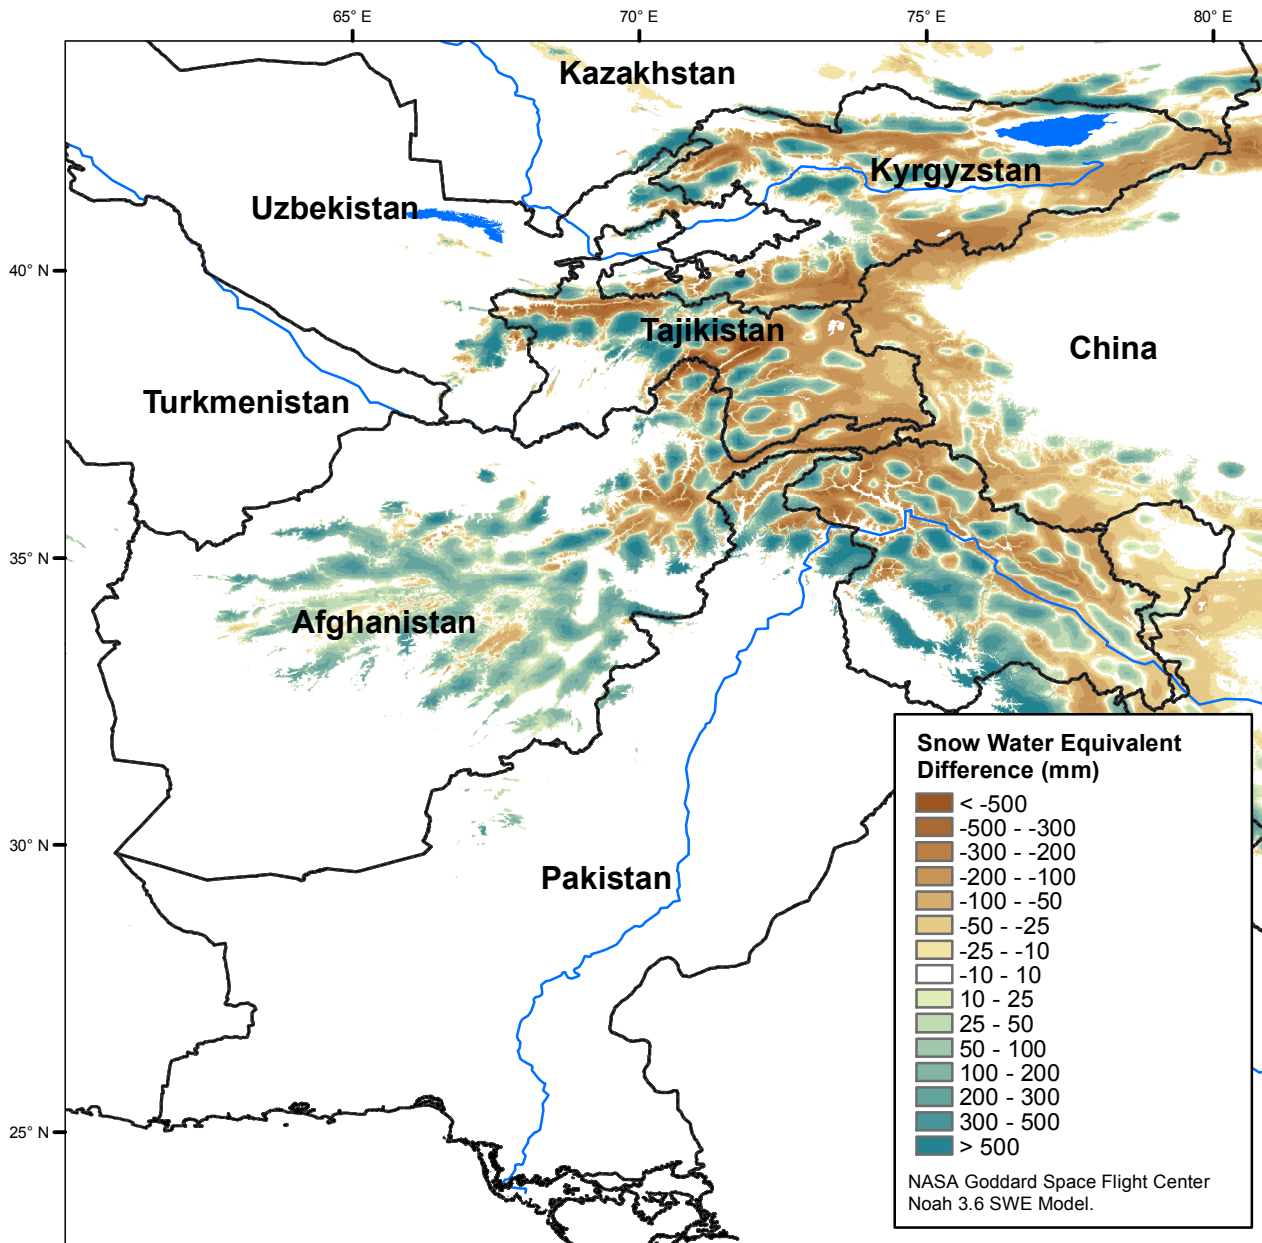 65° E
70° E
75° E
80° E
Kazakhstan
Kyrgyzstan
Uzbekistan
40° N
Tajikistan
China
Turkmenistan
35° N
Afghanistan
Snow Water Equivalent
Difference (mm)
< -500
-500 - -300
-300 - -200
-200 - -100
-100 - -50
-50 - -25
-25 - -10
-10 - 10
10 - 25
25 - 50
50 - 100
100 - 200
200 - 300
300 - 500
> 500
NASA Goddard Space Flight Center
Noah 3.6 SWE Model.
30° N
Pakistan
25° N